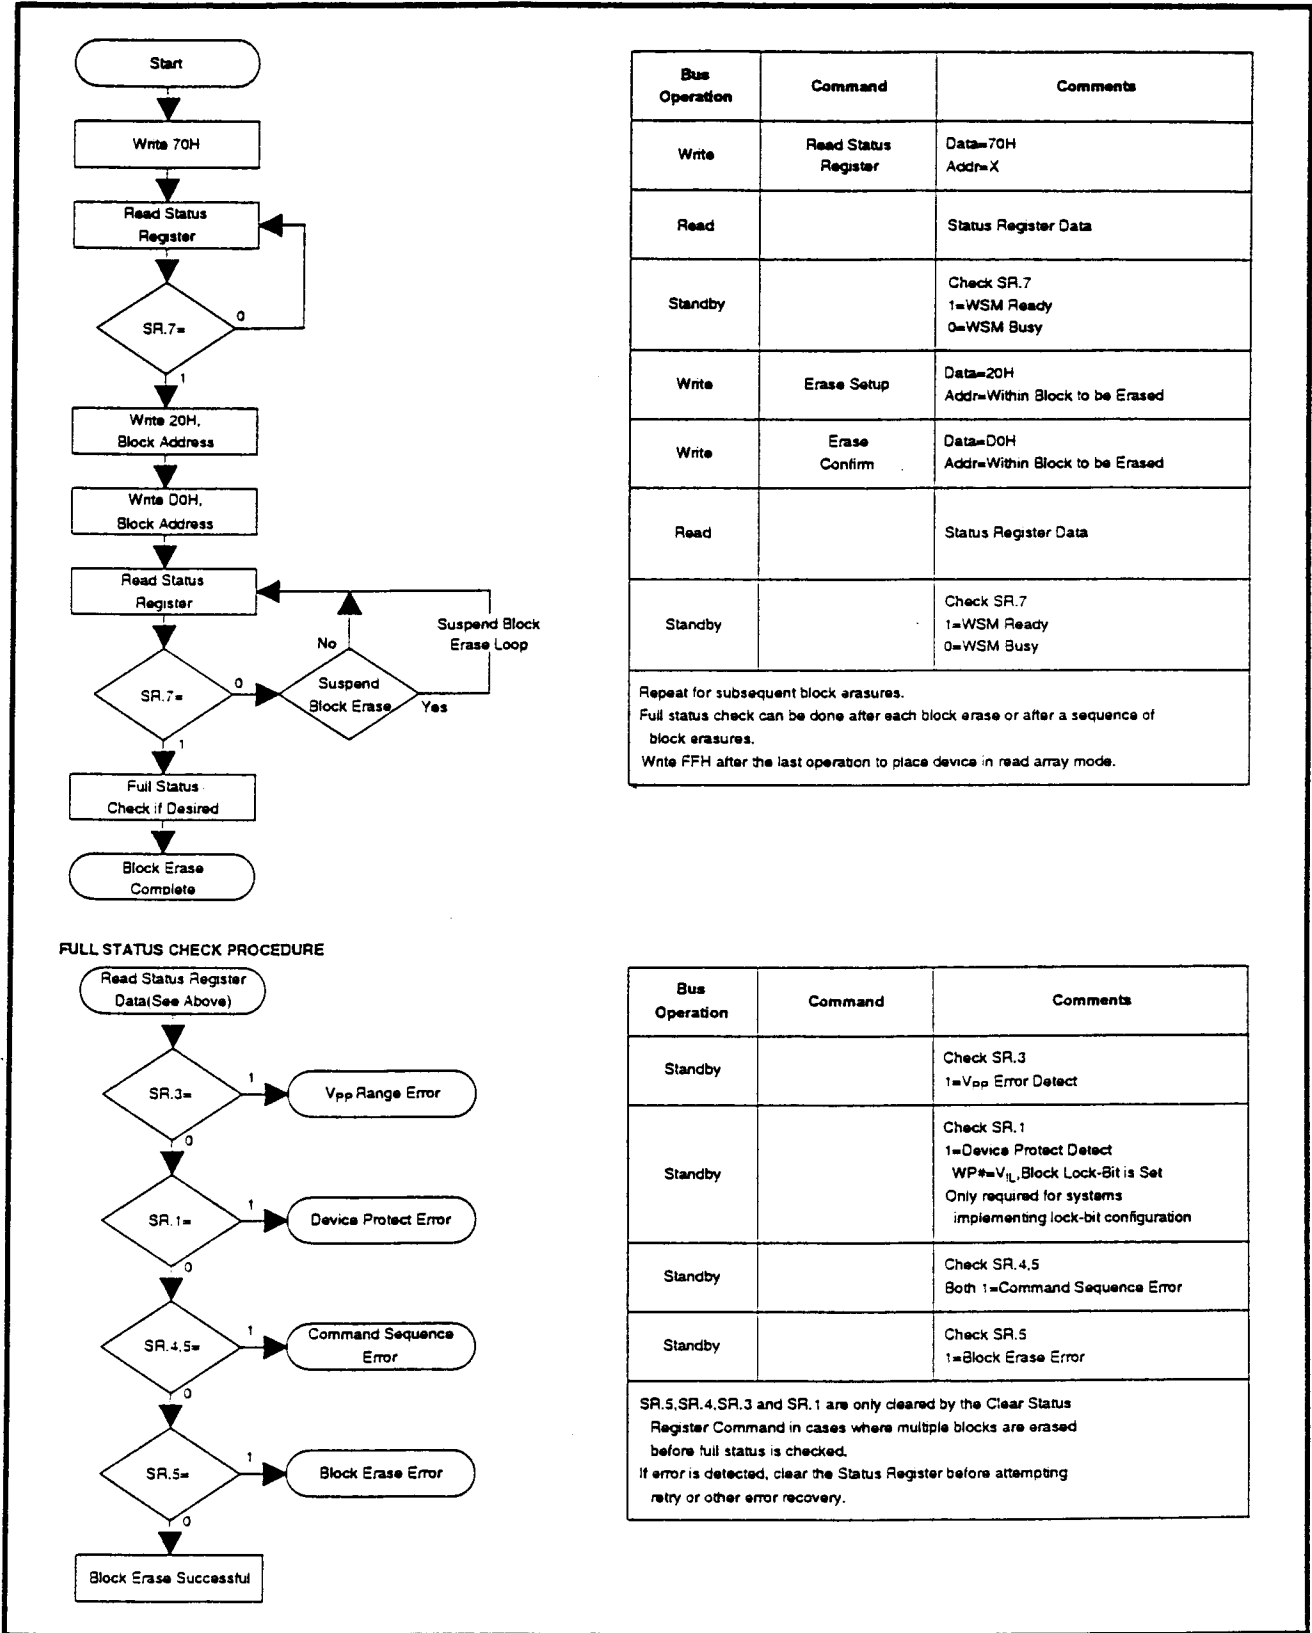 Start
Write 70H
Read Status
Register
SR.7=
0
1
Write 20H,
Block Address
Write D0H,
Block Address
Read Status
Register
SR.7=
0
1
Suspend
Block Erase
No
Yes
Suspend Block
Erase Loop
Full Status
Check if Desired
Block Erase
Complete
Bus
Operation
Command
Comments
Write
Read Status
Register
Data=70H
Addr=X
Read
Status Register Data
Standby
Check SR.7
1=WSM Ready
0=WSM Busy
Write
Erase Setup
Data=20H
Addr=Within Block to be Erased
Write
Erase
Confirm
Data=D0H
Addr=Within Block to be Erased
Read
Status Register Data
Standby
Check SR.7
1=WSM Ready
0=WSM Busy
Repeat for subsequent block erasures.
Full status check can be done after each block erase or after a sequence of
block erasures.
Write FFH after the last operation to place device in read array mode.
FULL STATUS CHECK PROCEDURE
Read Status Register
Data(See Above)
SR.3=
1
VPP Range Error
0
SR.1=
1
Device Protect Error
0
SR.4,5=
1
Command Sequence
Error
0
SR.5=
1
Block Erase Error
0
Block Erase Successful
Bus
Operation
Command
Comments
Standby
Check SR.3
1=VPP Error Detect
Standby
Check SR.1
1=Device Protect Detect
WP#=VIL,Block Lock-Bit is Set
Only required for systems
implementing lock-bit configuration
Standby
Check SR.4,5
Both 1=Command Sequence Error
Standby
Check SR.5
1=Block Erase Error
SR.5,SR.4,SR.3 and SR.1 are only cleared by the Clear Status
Register Command in cases where multiple blocks are erased
before full status is checked.
If error is detected, clear the Status Register before attempting
retry or other error recovery.